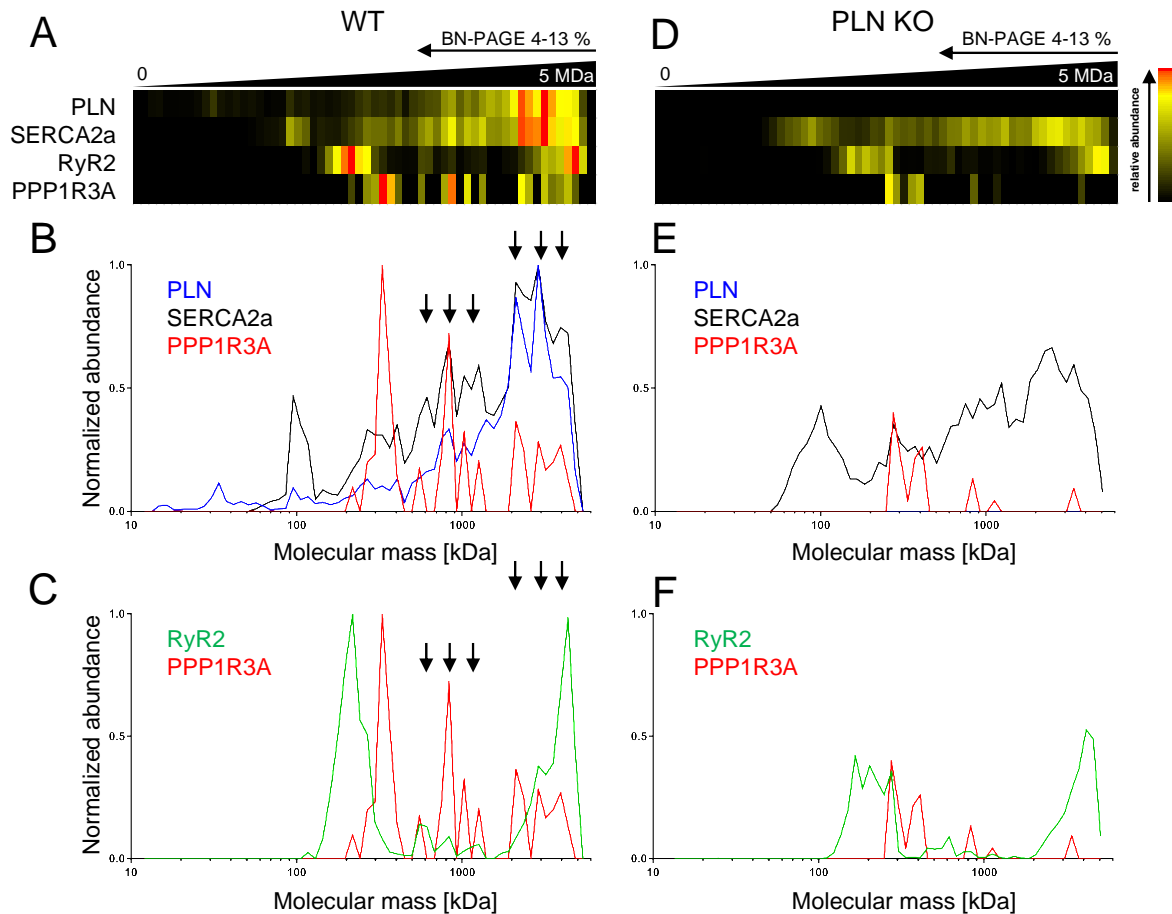 A
WT
BN-PAGE 4-13 %
0
5 MDa
PLN
SERCA2a
RyR2
PPP1R3A
D
PLN KO
BN-PAGE 4-13 %
0
5 MDa
relative abundance
B
1.0
0.5
0.0
Normalized abundance
PLN
SERCA2a
PPP1R3A
10
100
1000
Molecular mass [kDa]
E
1.0
0.5
0.0
PLN
SERCA2a
PPP1R3A
10
100
1000
Molecular mass [kDa]
C
1.0
0.5
0.0
Normalized abundance
RyR2
PPP1R3A
10
100
1000
Molecular mass [kDa]
F
1.0
0.5
0.0
RyR2
PPP1R3A
10
100
1000
Molecular mass [kDa]